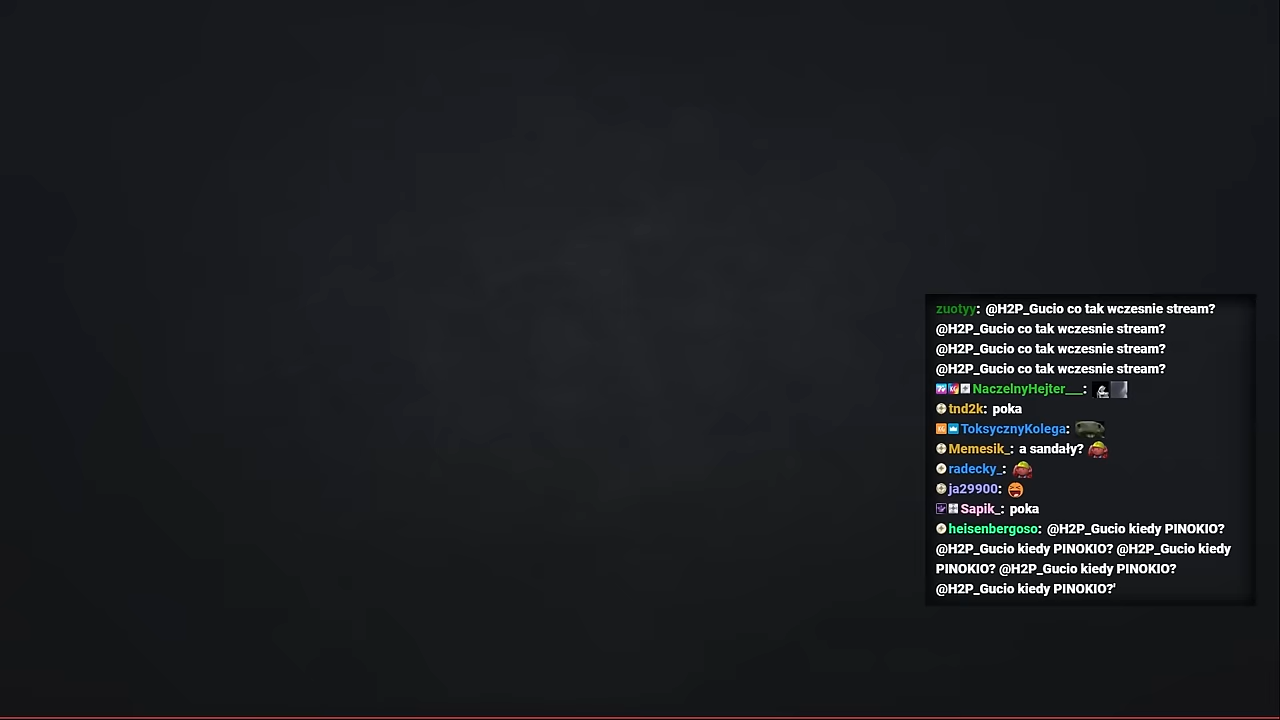 zuotyy: @H2P_Gucio co tak wczesnie stream?
@H2P_Gucio co tak wczesnie stream?
@H2P_Gucio co tak wczesnie stream?
@H2P_Gucio co tak wczesnie stream?
NaczelnyHejter___:
tnd2k: poka
ToksycznyKolega:
Memesik_: a sandały?
radecky_:
ja29900:
Sapik_: poka
heisenbergoso: @H2P_Gucio kiedy PINOKIO?
@H2P_Gucio kiedy PINOKIO? @H2P_Gucio kiedy
PINOKIO? @H2P_Gucio kiedy PINOKIO?
@H2P_Gucio kiedy PINOKIO?'